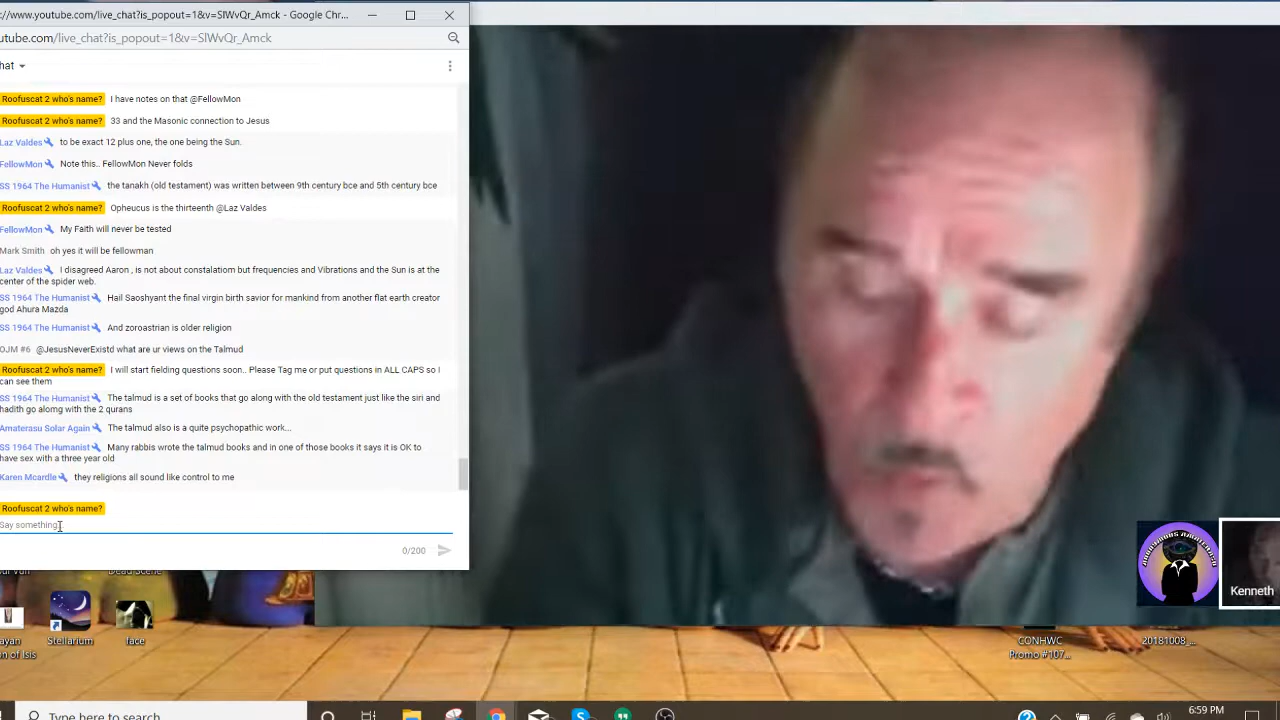 ://www.youtube.com/live_chat?is_popout=1&v=SlWvQr_Amck - Google Chr...
utube.com/live_chat?is_popout=1&v=SlWvQr_Amck
hat
Roofuscat 2 who's name? I have notes on that @FellowMon
Roofuscat 2 who's name? 33 and the Masonic connection to Jesus
Laz Valdes to be exact 12 plus one, the one being the Sun.
FellowMon Note this.. FellowMon Never folds
SS 1964 The Humanist the tanakh (old testament) was written between 9th century bce and 5th century bce
Roofuscat 2 who's name? Opheucus is the thirteenth @Laz Valdes
FellowMon My Faith will never be tested
Mark Smith oh yes it will be fellowman
Laz Valdes I disagreed Aaron , is not about constalatiom but frequencies and Vibrations and the Sun is at the
center of the spider web.
SS 1964 The Humanist Hail Saoshyant the final virgin birth savior for mankind from another flat earth creator
god Ahura Mazda
SS 1964 The Humanist And zoroastrian is older religion
OJM #6 @JesusNeverExistd what are ur views on the Talmud
Roofuscat 2 who's name? I will start fielding questions soon.. Please Tag me or put questions in ALL CAPS so I
can see them
SS 1964 The Humanist The talmud is a set of books that go along with the old testament just like the siri and
hadith go alomg with the 2 qurans
Amaterasu Solar Again The talmud also is a quite psychopathic work...
SS 1964 The Humanist Many rabbis wrote the talmud books and in one of those books it says it is OK to
have sex with a three year old
Karen Mcardle they religions all sound like control to me
Roofuscat 2 who's name?
Say something
0/200
Kenneth
Dead Scene
ayan
on of Isis
Stellarium
face
CONHWC
Promo #107...
20181008_...
Type here to search
6:59 PM